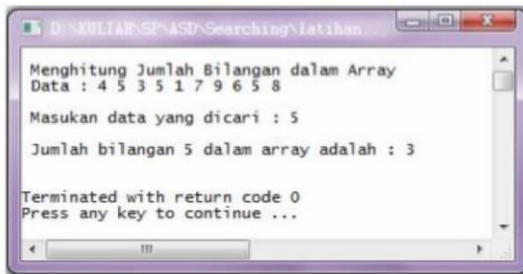 D:\KULIAH\SP\ASD\Searching\latihan...
Menghitung Jumlah Bilangan dalam Array
Data : 4 5 3 5 1 7 9 6 5 8
Masukan data yang dicari : 5
Jumlah bilangan 5 dalam array adalah : 3
Terminated with return code 0
Press any key to continue ...